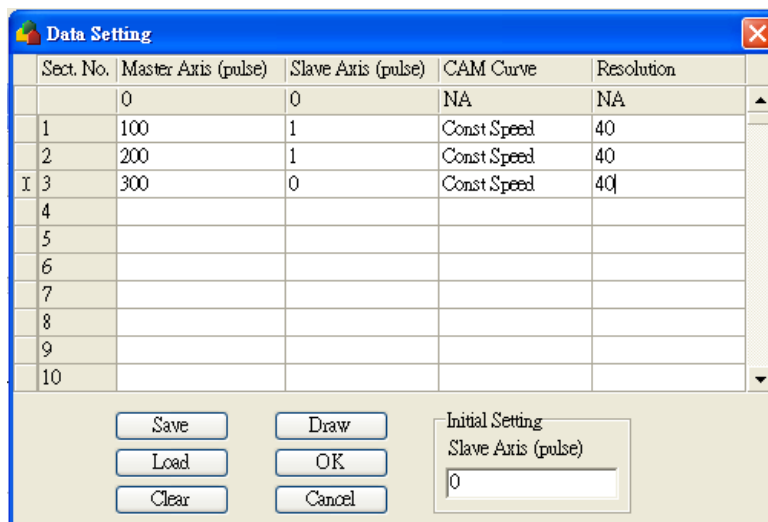 Data Setting
Sect. No. Master Axis (pulse) Slave Axis (pulse) CAM Curve Resolution
0 0 NA NA
1 100 1 Const Speed 40
2 200 1 Const Speed 40
3 300 0 Const Speed 40
4
5
6
7
8
9
10
Save Draw Initial Setting
Slave Axis (pulse)
Load OK
0
Clear Cancel